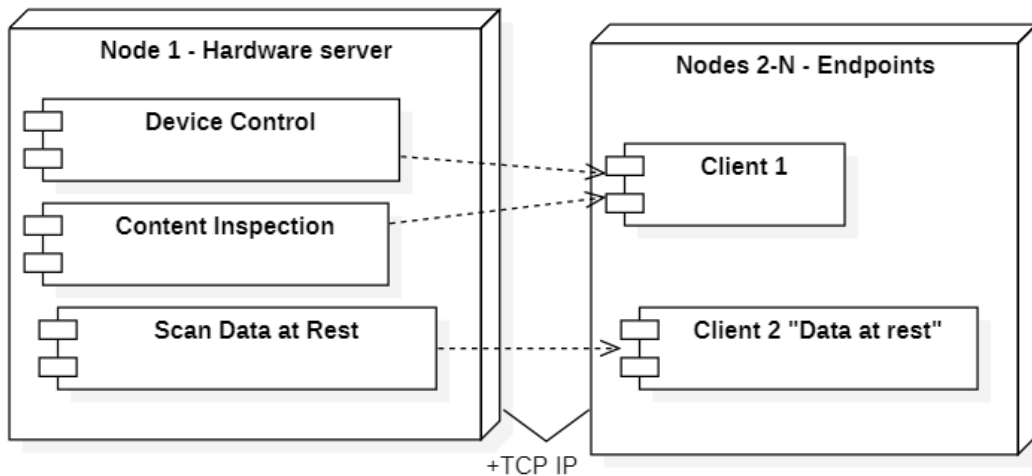 Node 1 - Hardware server
Device Control
Content Inspection
Scan Data at Rest
Nodes 2-N - Endpoints
Client 1
Client 2 "Data at rest"
+TCP IP